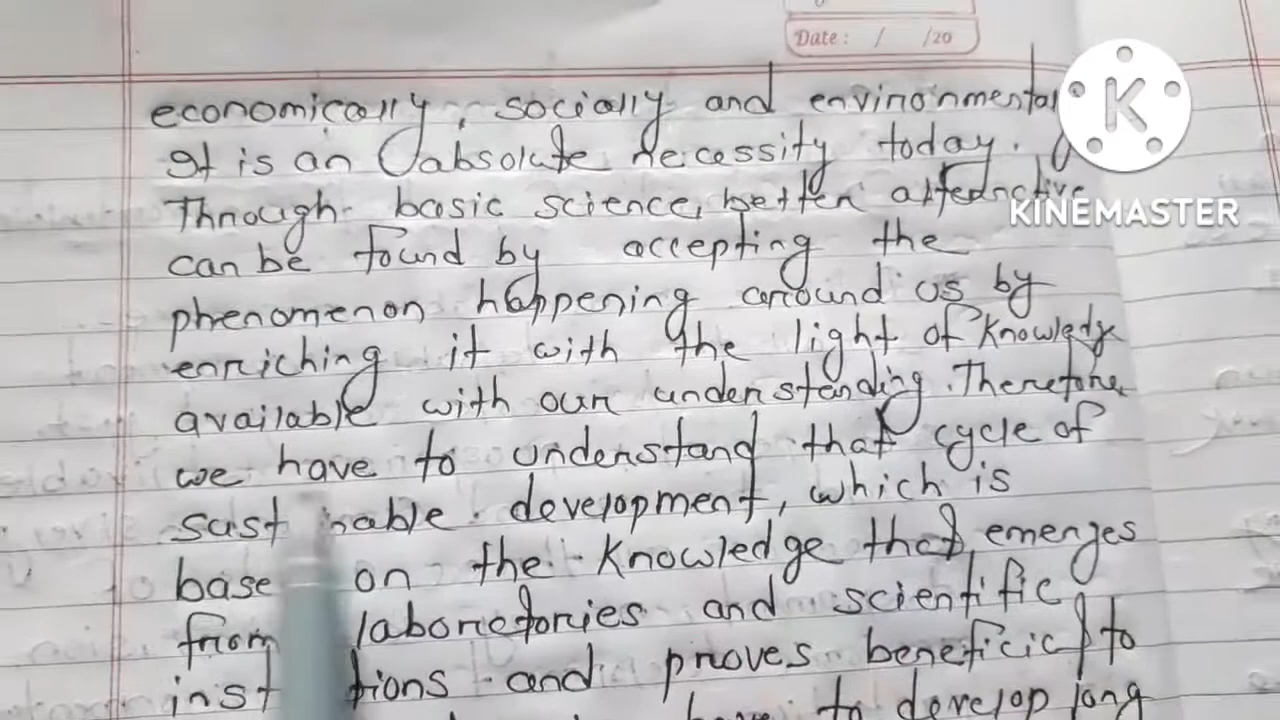 Date : / /20
economically, socially and environmental
It is an absolute necessity today.
Through basic science, better alternative
KINEMASTER
can be found by accepting the
phenomenon happening around us by
enriching it with the light of Knowledge
available with our understanding. Therefore
we have to understand that cycle of
sust nable development, which is
base on the Knowledge that emerges
from laboretories and scientific
inst tions and proves beneficial to
to develop long